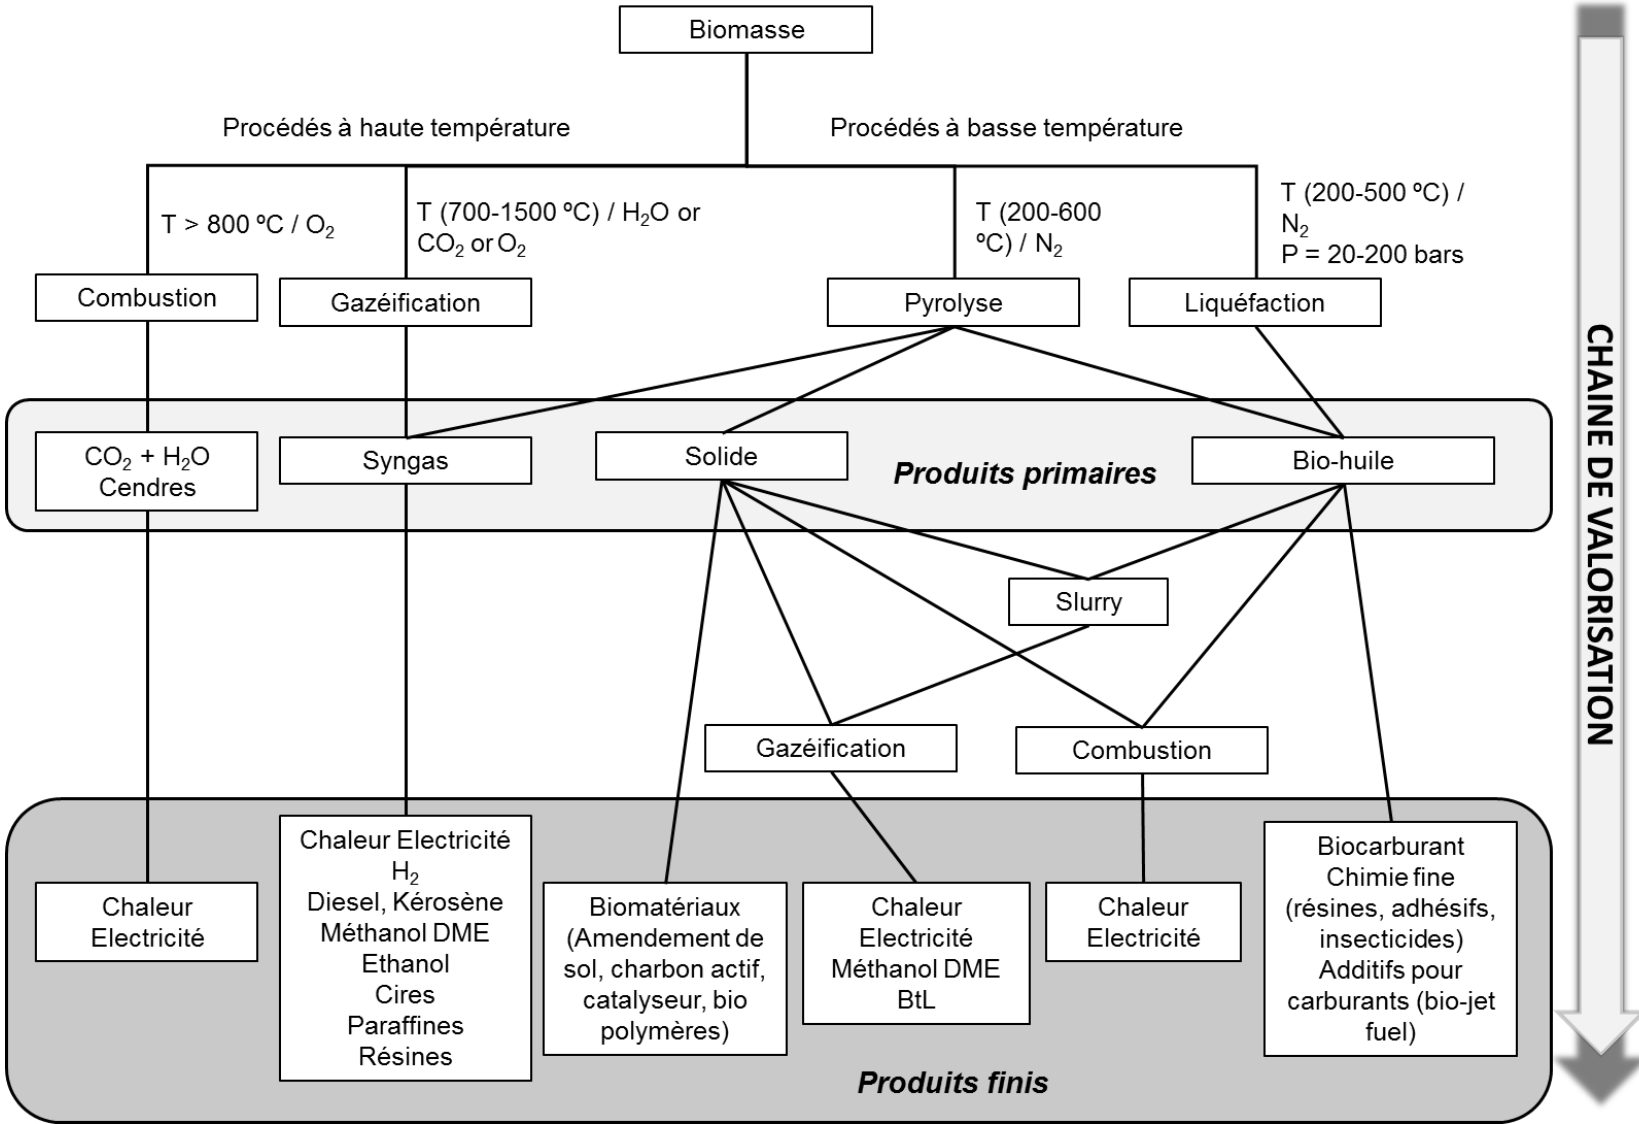 Biomasse
Procédés à haute température
Procédés à basse température
T > 800 ºC / O₂
T (700-1500 ºC) / H₂O or
CO₂ or O₂
T (200-600
ºC) / N₂
T (200-500 ºC) /
N₂
P = 20-200 bars
Combustion
Gazéification
Pyrolyse
Liquéfaction
CO₂ + H₂O
Cendres
Syngas
Solide
Produits primaires
Bio-huile
Slurry
Gazéification
Combustion
Chaleur
Electricité
Chaleur Electricité
H₂
Diesel, Kérosène
Méthanol DME
Ethanol
Cires
Paraffines
Résines
Biomatériaux
(Amendement de
sol, charbon actif,
catalyseur, bio
polymères)
Chaleur
Electricité
Méthanol DME
BtL
Chaleur
Electricité
Biocarburant
Chimie fine
(résines, adhésifs,
insecticides)
Additifs pour
carburants (bio-jet
fuel)
Produits finis
CHAINE DE VALORISATION